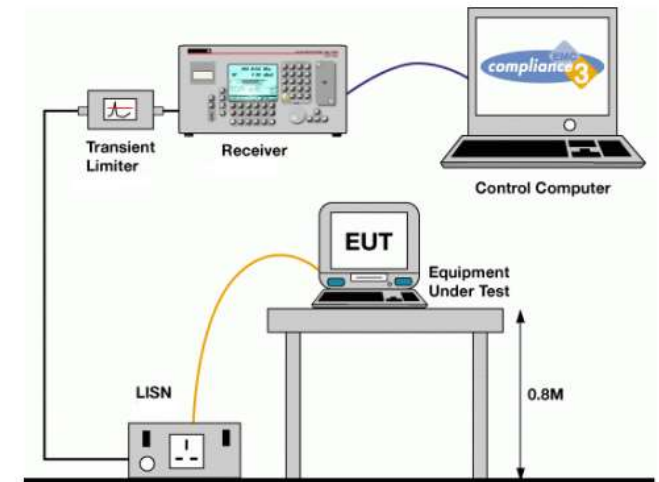 EMC
compliance 3
Transient
Limiter
Receiver
Control Computer
EUT
Equipment
Under Test
LISN
0.8M